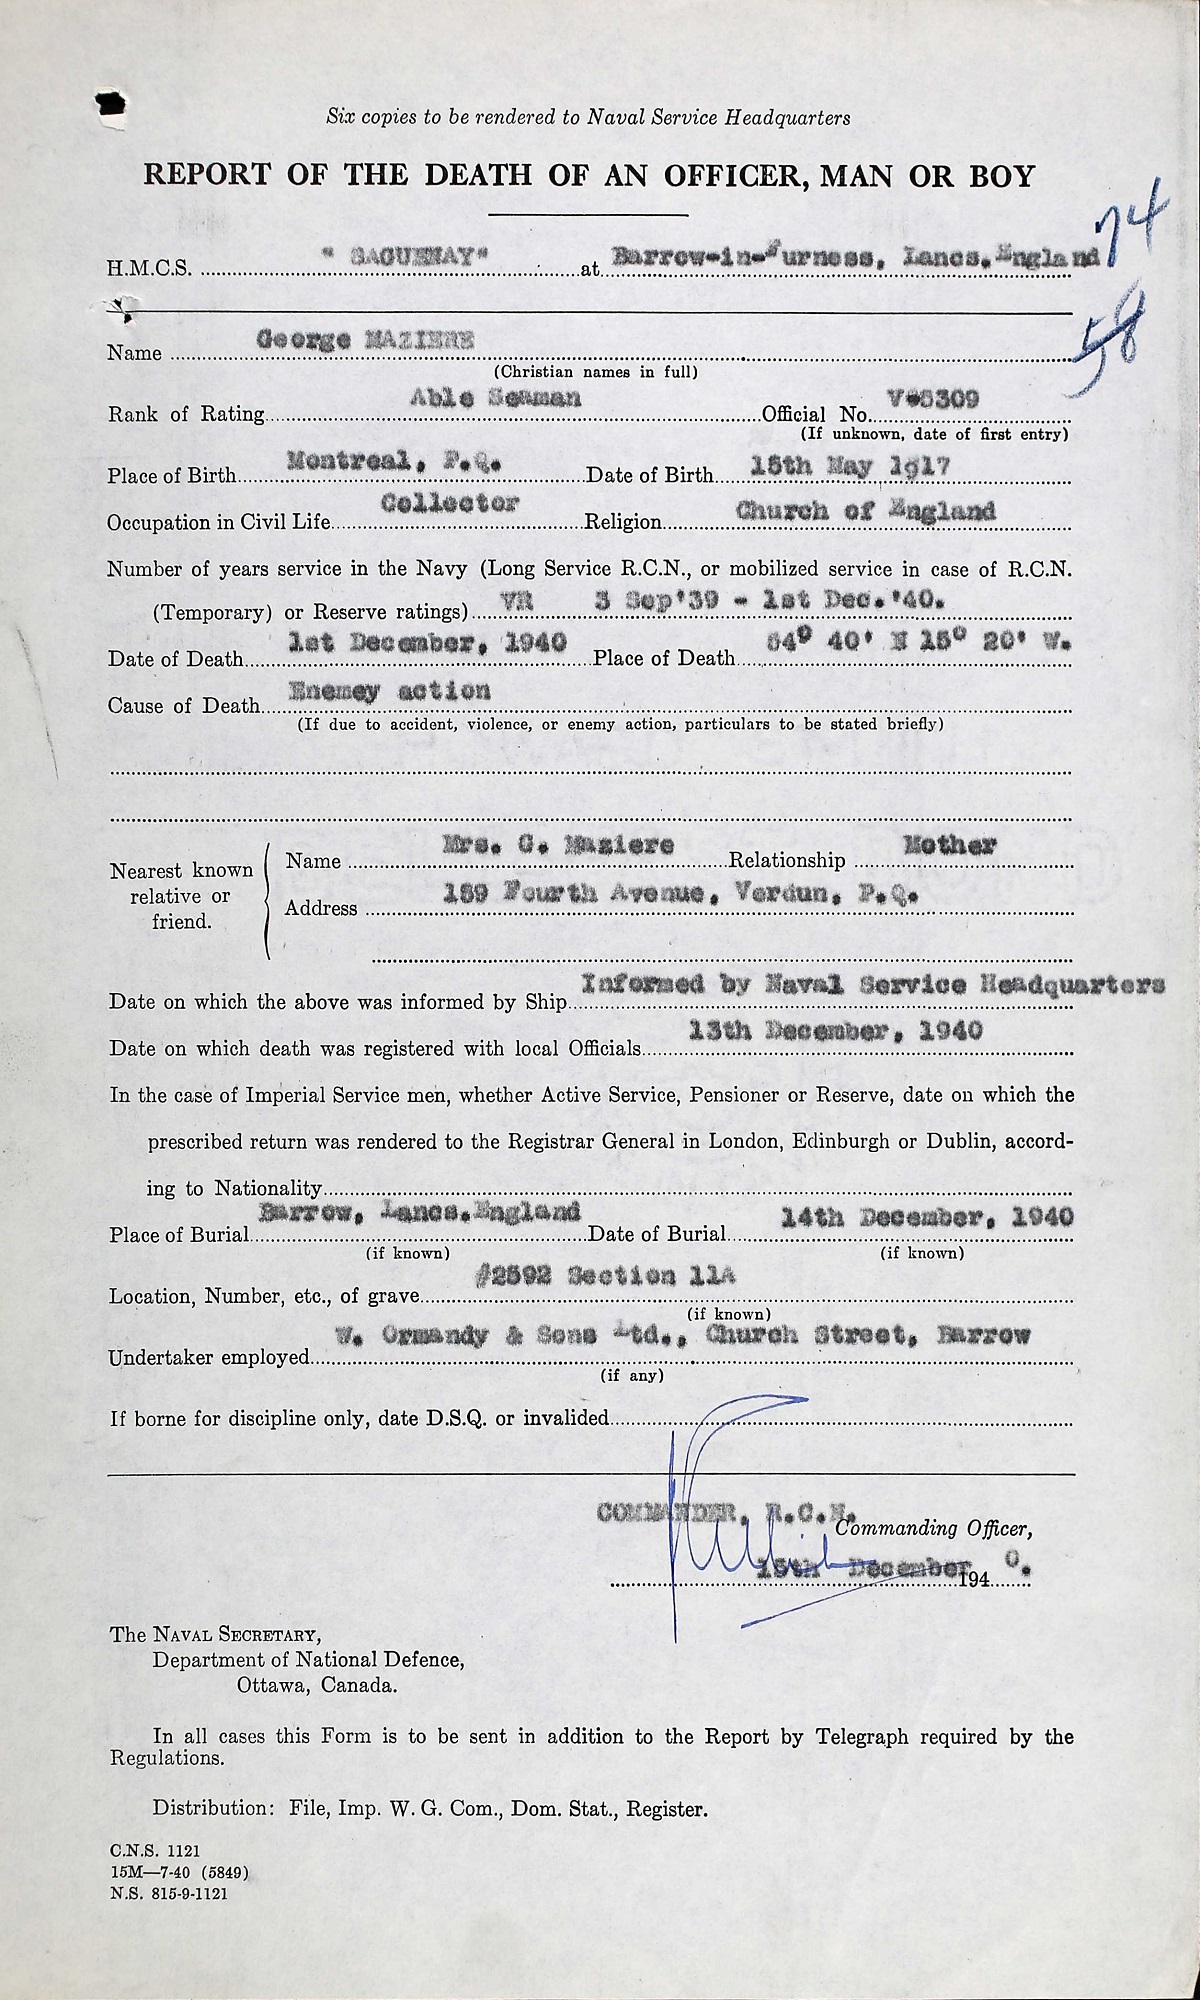 Six copies to be rendered to Naval Service Headquarters
REPORT OF THE DEATH OF AN OFFICER, MAN OR BOY
74
H.M.C.S. " SAGUENAY" at Barrow-in-Furness, Lancs. England
58
Name George MAZIERE
(Christian names in full)
Rank of Rating Able Seaman Official No. V-5309
(If unknown, date of first entry)
Place of Birth Montreal, P.Q. Date of Birth 15th May 1917
Occupation in Civil Life Collector Religion Church of England
Number of years service in the Navy (Long Service R.C.N., or mobilized service in case of R.C.N.
(Temporary) or Reserve ratings) VR 3 Sep'39 - 1st Dec.'40.
Date of Death 1st December, 1940 Place of Death 54° 40' N 15° 20' W.
Cause of Death Enemey action
(If due to accident, violence, or enemy action, particulars to be stated briefly)
Nearest known relative or friend.
Name Mrs. G. Maziere Relationship Mother
Address 159 Fourth Avenue, Verdun, P.Q.
Date on which the above was informed by Ship Informed by Naval Service Headquarters
Date on which death was registered with local Officials 13th December, 1940
In the case of Imperial Service men, whether Active Service, Pensioner or Reserve, date on which the
prescribed return was rendered to the Registrar General in London, Edinburgh or Dublin, accord-
ing to Nationality
Place of Burial Barrow, Lancs. England Date of Burial 14th December, 1940
(if known) (if known)
Location, Number, etc., of grave #2592 Section 11A
(if known)
Undertaker employed W. Ormandy & Sons Ltd., Church Street, Barrow
(if any)
If borne for discipline only, date D.S.Q. or invalided
COMMANDER, R.C.N.
Commanding Officer,
15th December 1940.
The NAVAL SECRETARY,
Department of National Defence,
Ottawa, Canada.
In all cases this Form is to be sent in addition to the Report by Telegraph required by the
Regulations.
Distribution: File, Imp. W. G. Com., Dom. Stat., Register.
C.N.S. 1121
15M—7-40 (5849)
N.S. 815-9-1121